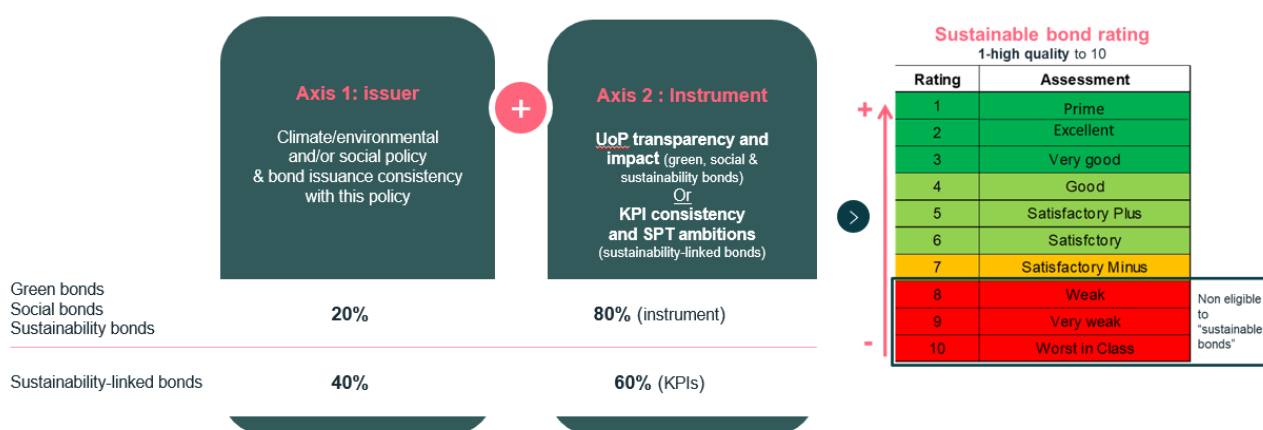 Axis 1: issuer
Climate/environmental
and/or social policy
& bond issuance consistency
with this policy
+
Axis 2 : Instrument
UoP transparency and
impact (green, social &
sustainability bonds)
Or
KPI consistency
and SPT ambitions
(sustainability-linked bonds)
Green bonds
Social bonds
Sustainability bonds
20%
80% (instrument)
Sustainability-linked bonds
40%
60% (KPIs)
>
Sustainable bond rating
1-high quality to 10
Rating Assessment
+
1 Prime
2 Excellent
3 Very good
4 Good
5 Satisfactory Plus
6 Satisfctory
7 Satisfactory Minus
8 Weak
9 Very weak
10 Worst in Class
-
Non eligible
to
"sustainable
bonds"